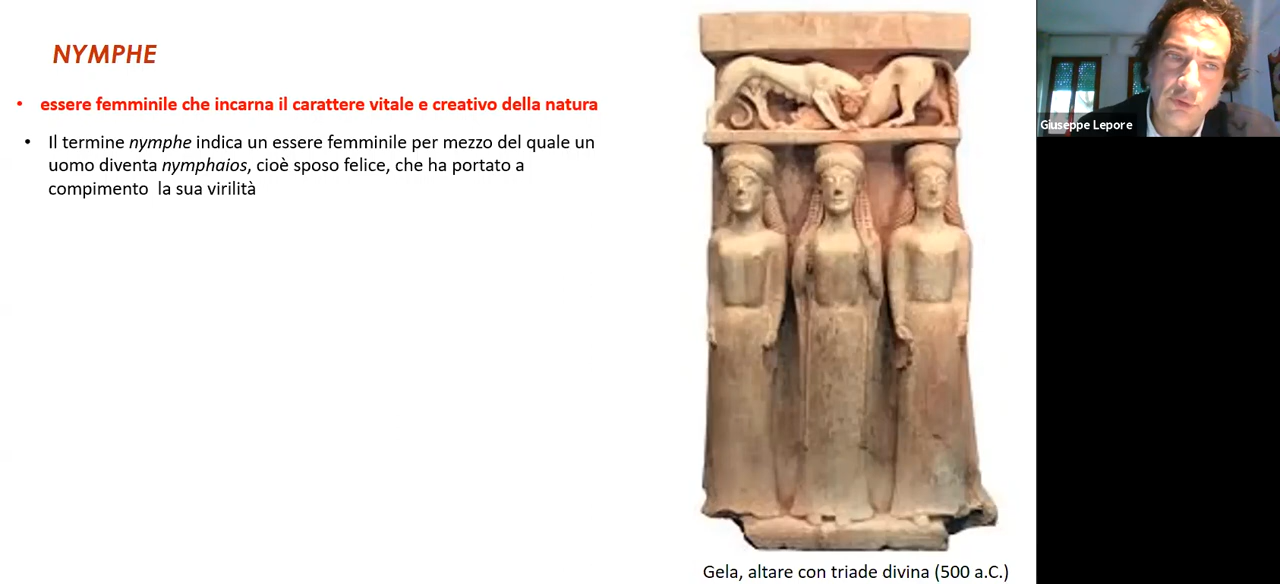 NYMPHE
• essere femminile che incarna il carattere vitale e creativo della natura
• Il termine nymphe indica un essere femminile per mezzo del quale un
uomo diventa nymphaios, cioè sposo felice, che ha portato a
compimento  la sua virilità
Gela, altare con triade divina (500 a.C.)
Giuseppe Lepore